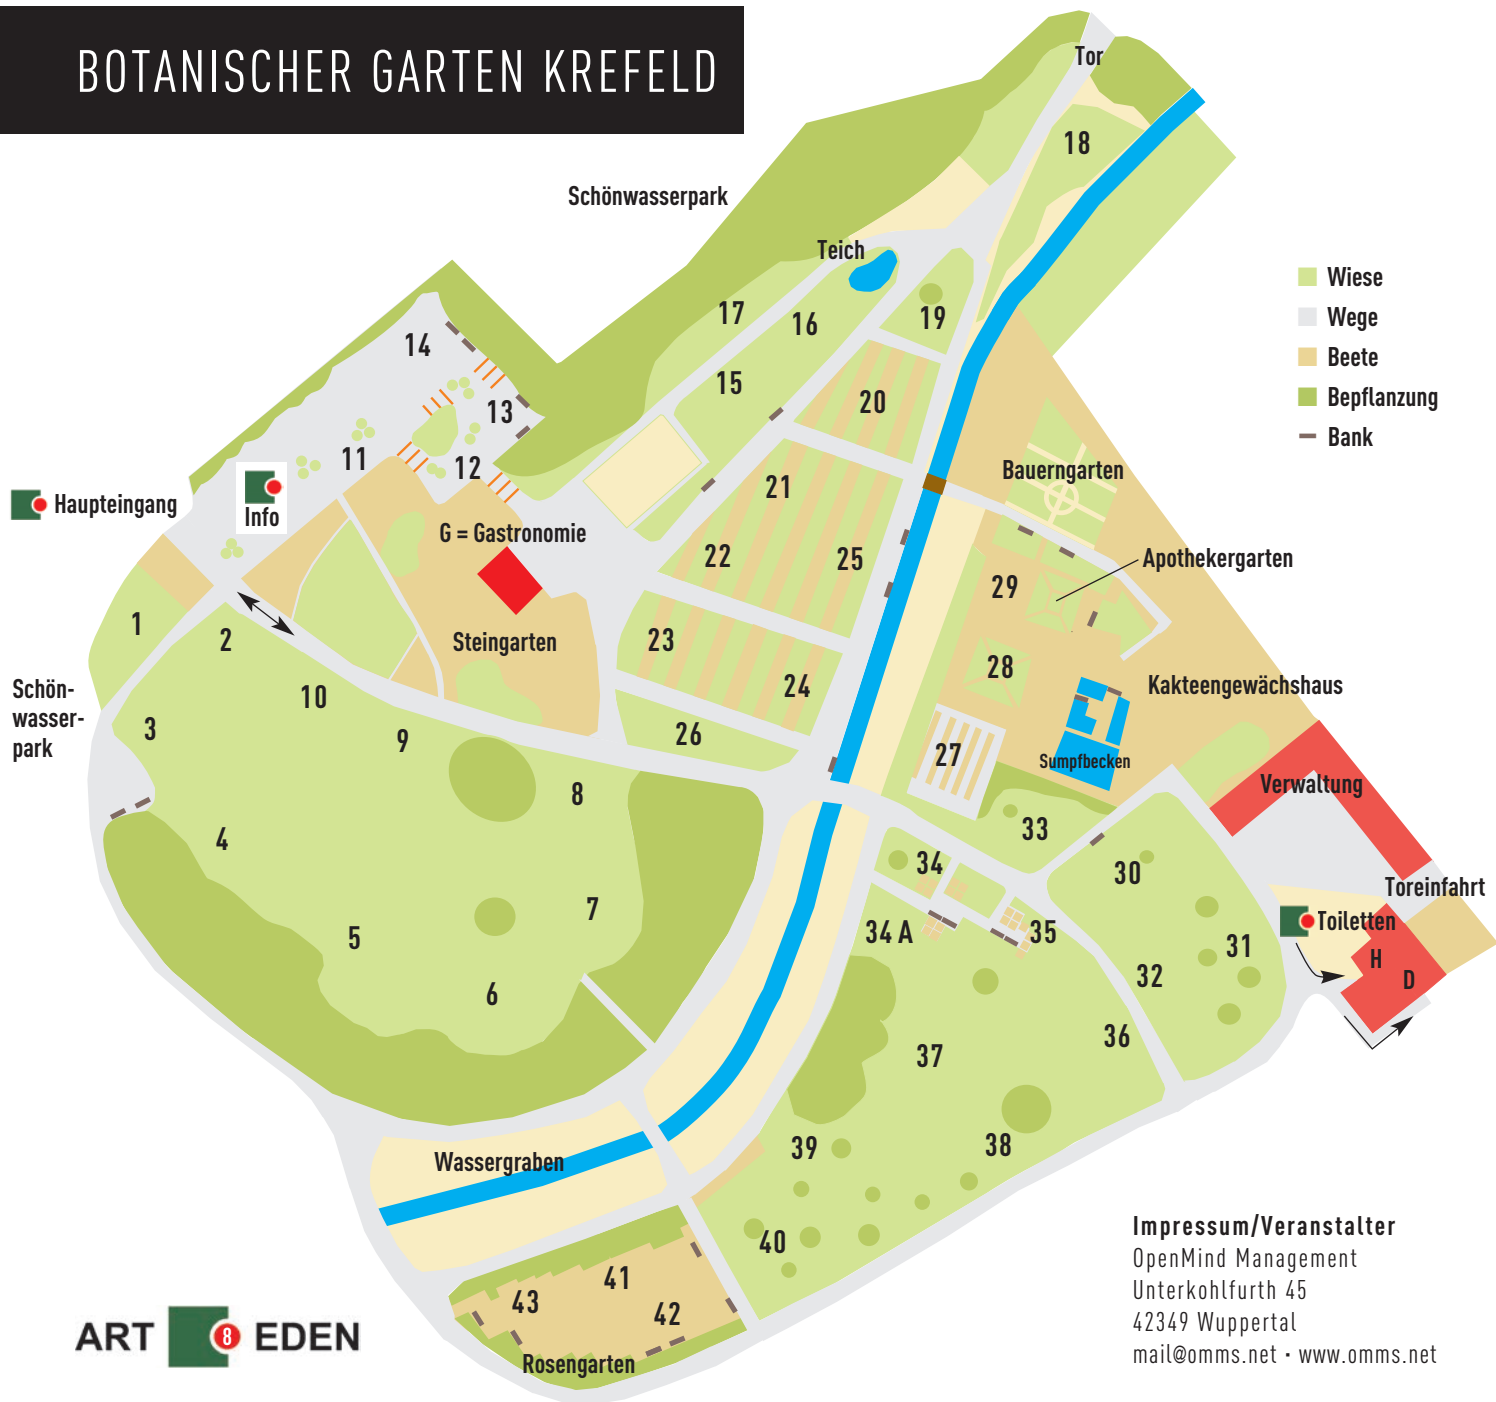 BOTANISCHER GARTEN KREFELD
Tor
18
Schönwasserpark
Teich
Wiese
Wege
Beete
Bepflanzung
Bank
17
16
19
14
15
20
13
11
12
21
Bauerngarten
Haupteingang
Info
G = Gastronomie
22
25
Apothekergarten
29
1
2
Steingarten
23
28
Schön-
wasser-
park
10
24
Kakteengewächshaus
3
9
26
27
Sumpfbecken
8
Verwaltung
4
33
34
30
Toreinfahrt
7
5
34 A
35
31
Toiletten
H
D
6
32
36
37
39
38
Wassergraben
40
41
43
42
Rosengarten
ART 8 EDEN
Impressum/Veranstalter
OpenMind Management
Unterkohlfurth 45
42349 Wuppertal
mail@omms.net · www.omms.net